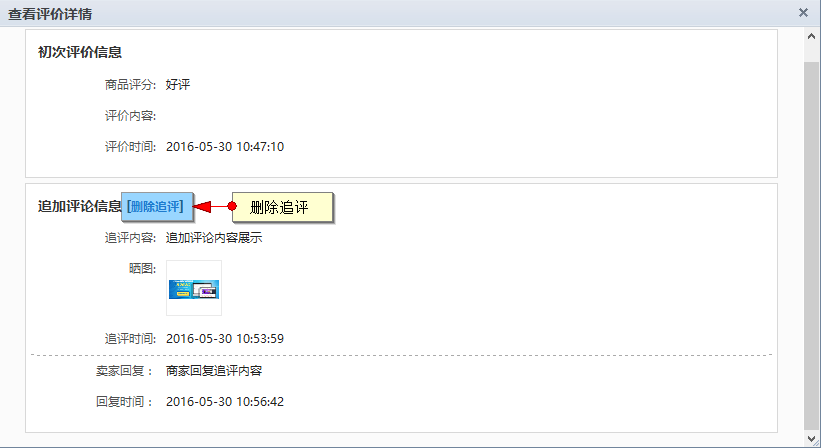 查看评价详情
初次评价信息
商品评分: 好评
评价内容:
评价时间: 2016-05-30 10:47:10
追加评论信息 [删除追评] 删除追评
追评内容: 追加评论内容展示
晒图:
追评时间: 2016-05-30 10:53:59
卖家回复： 商家回复追评内容
回复时间： 2016-05-30 10:56:42